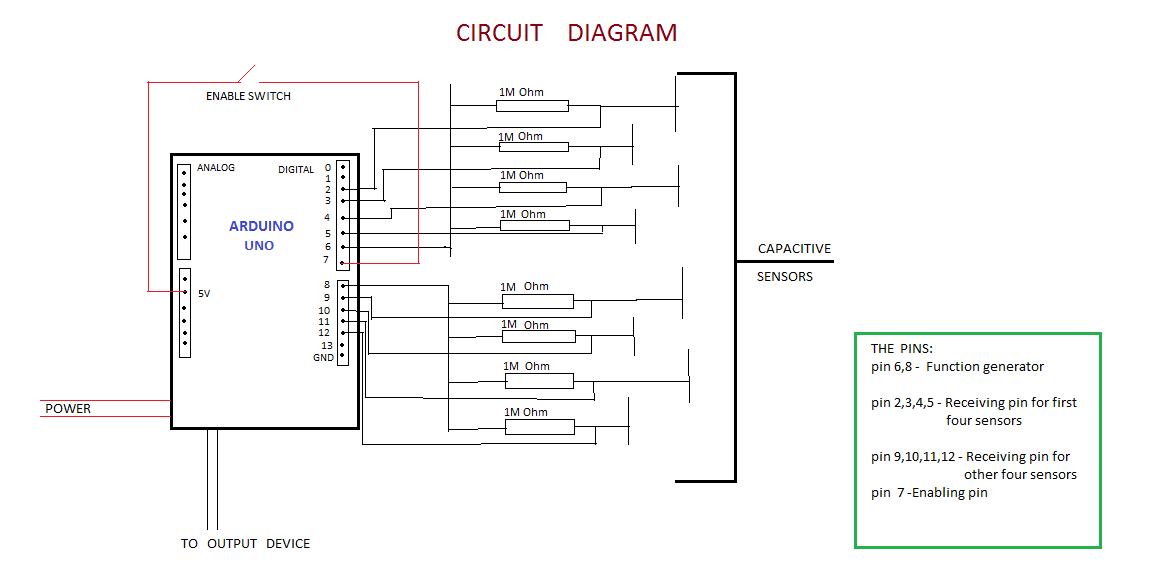 CIRCUIT DIAGRAM
ENABLE SWITCH
ANALOG
DIGITAL
0
1
2
3
4
5
6
7
ARDUINO
UNO
5V
8
9
10
11
12
13
GND
POWER
TO OUTPUT DEVICE
1M Ohm
1M Ohm
1M Ohm
1M Ohm
1M Ohm
1M Ohm
1M Ohm
1M Ohm
CAPACITIVE
SENSORS
THE PINS:
pin 6,8 - Function generator
pin 2,3,4,5 - Receiving pin for first
four sensors
pin 9,10,11,12 - Receiving pin for
other four sensors
pin 7 -Enabling pin